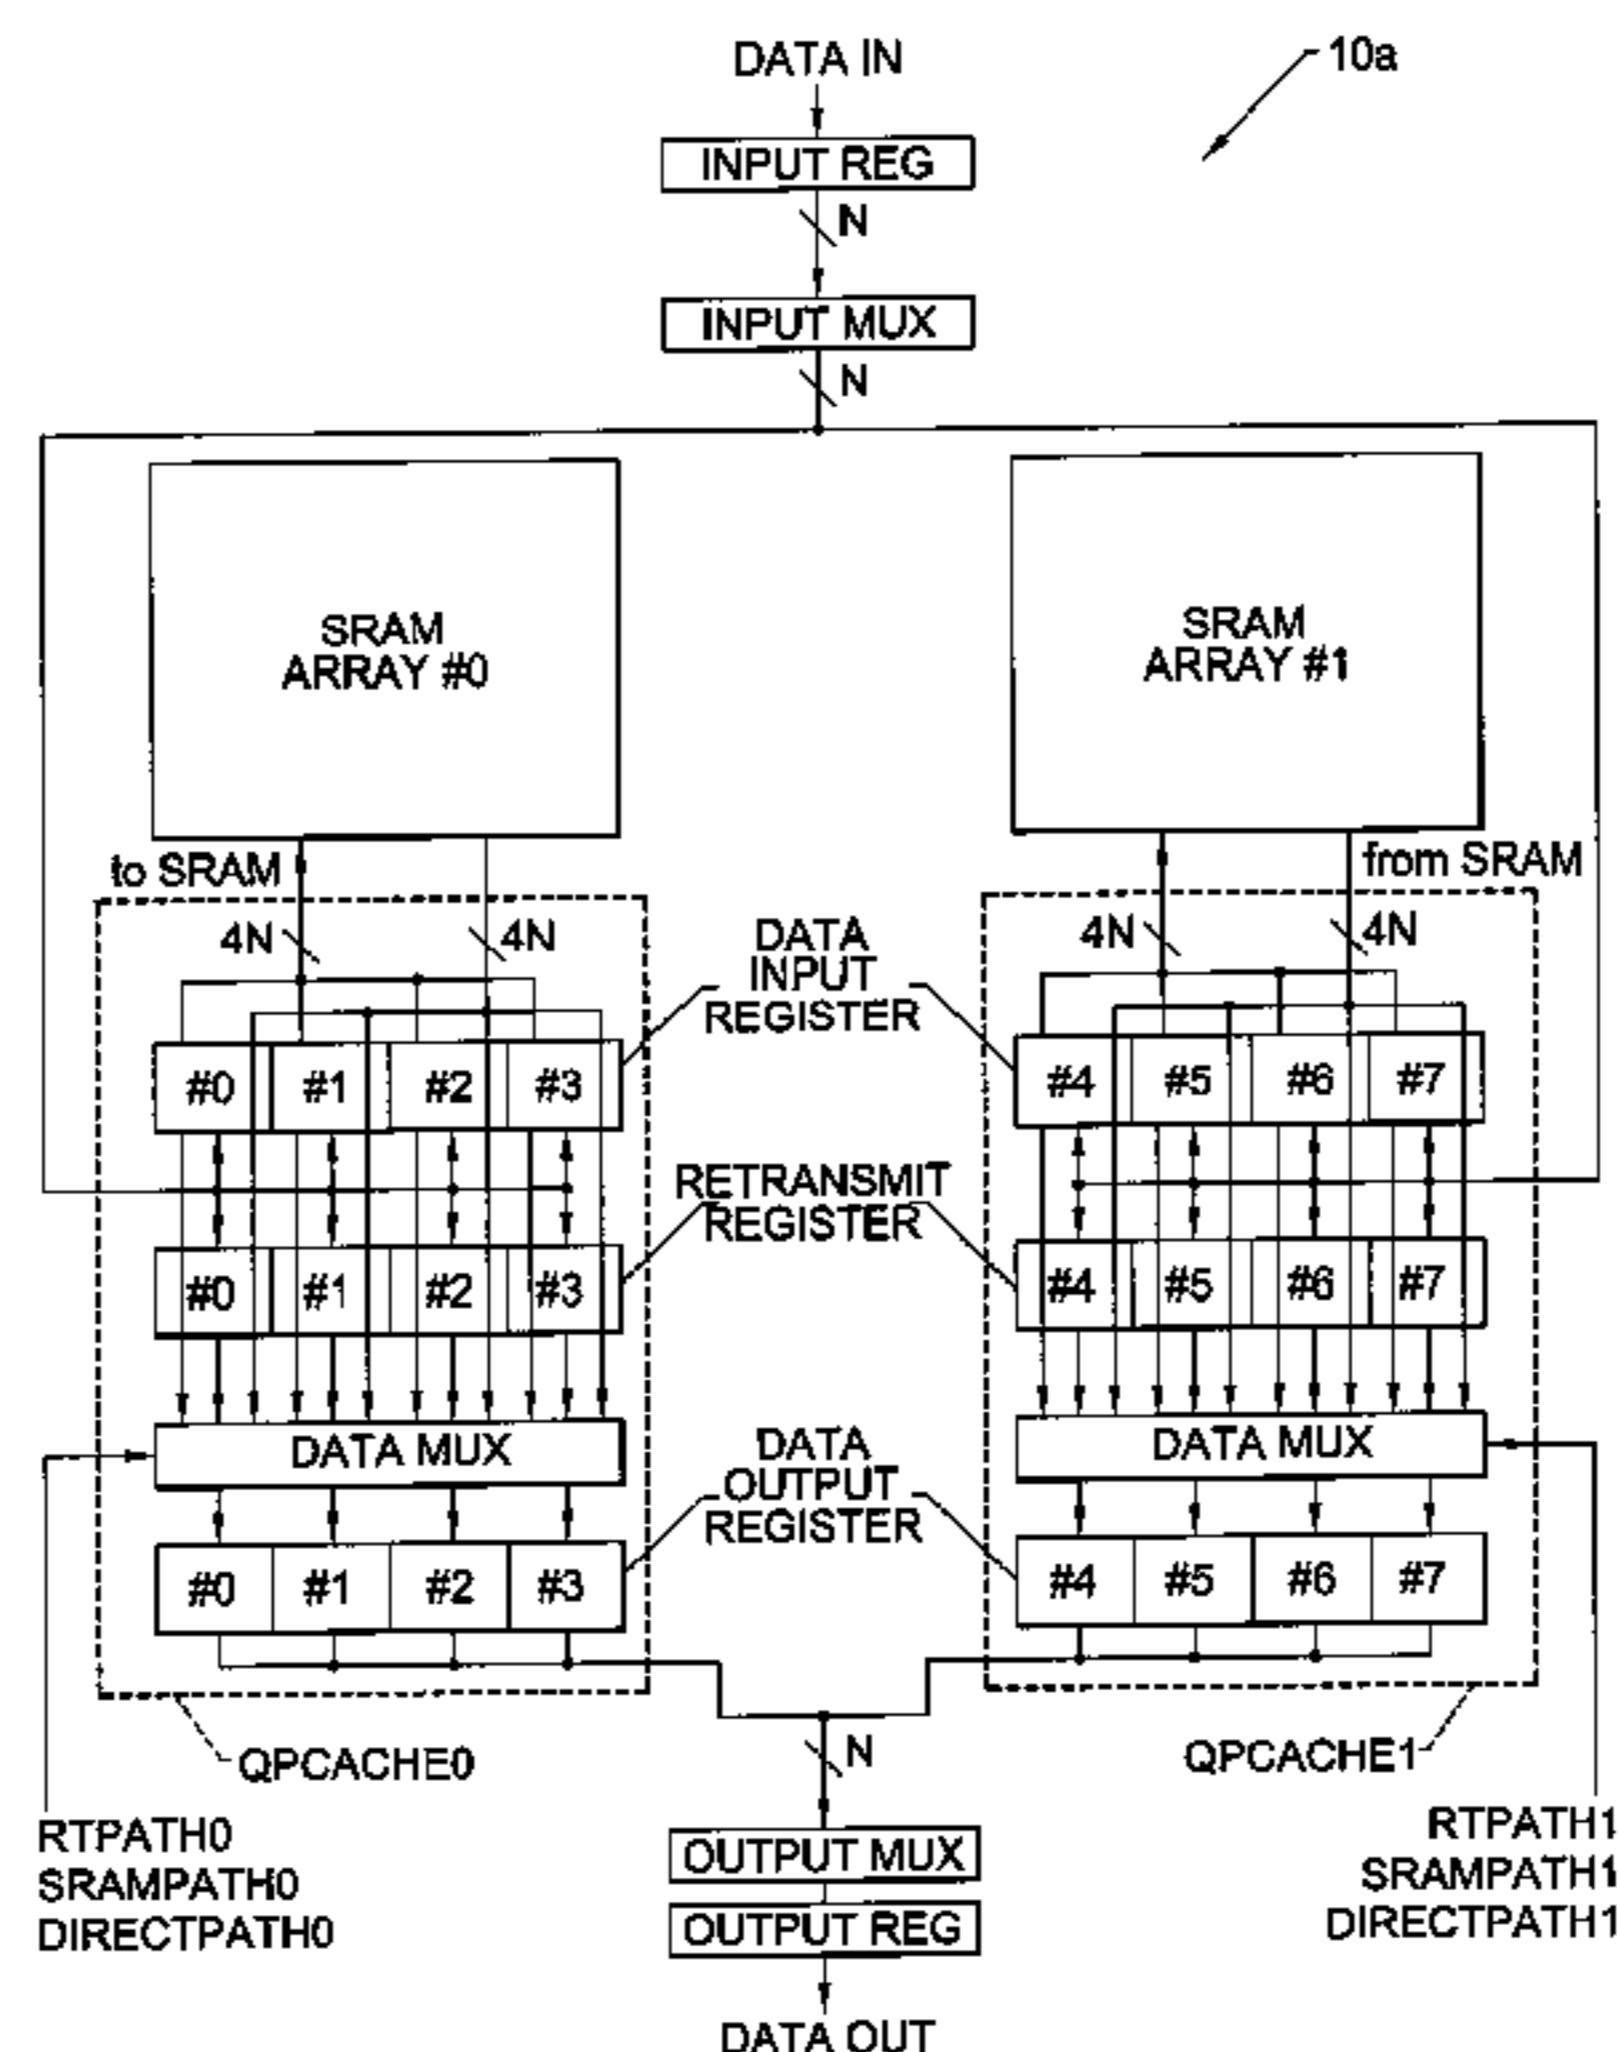 DATA IN
10a
INPUT REG
N
INPUT MUX
N
SRAM
ARRAY #0
SRAM
ARRAY #1
to SRAM
from SRAM
4N
4N
DATA
INPUT
REGISTER
4N
4N
#0
#1
#2
#3
#4
#5
#6
#7
RETRANSMIT
REGISTER
#0
#1
#2
#3
#4
#5
#6
#7
DATA MUX
DATA
OUTPUT
REGISTER
DATA MUX
#0
#1
#2
#3
#4
#5
#6
#7
QPCACHE0
N
QPCACHE1
RTPATH0
SRAMPATH0
DIRECTPATH0
OUTPUT MUX
OUTPUT REG
DATA OUT
RTPATH1
SRAMPATH1
DIRECTPATH1